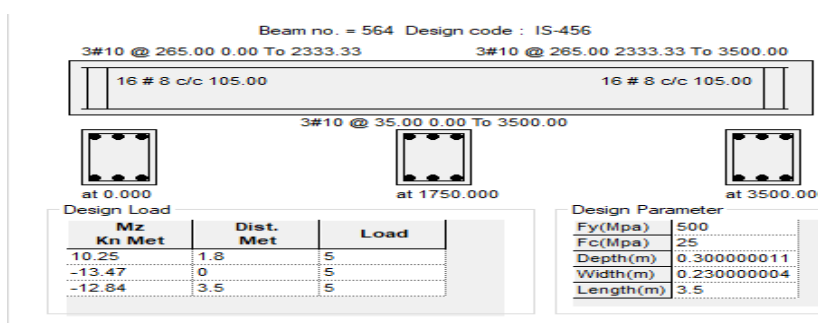 Beam no. = 564 Design code : IS-456
3#10 @ 265.00 0.00 To 2333.33 3#10 @ 265.00 2333.33 To 3500.00
16 # 8 c/c 105.00 16 # 8 c/c 105.00
3#10 @ 35.00 0.00 To 3500.00
at 0.000 at 1750.000 at 3500.00
Design Load Design Parameter
Mz Kn Met Dist. Met Load
10.25 1.8 5
-13.47 0 5
-12.84 3.5 5
Fy(Mpa) 500
Fc(Mpa) 25
Depth(m) 0.300000011
Width(m) 0.230000004
Length(m) 3.5